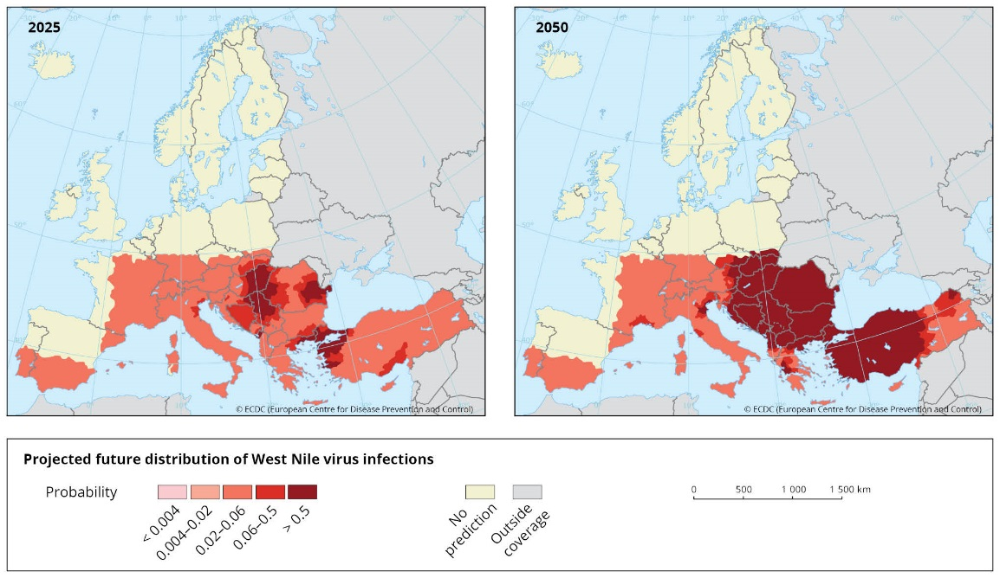 2025
2050
© ECDC (European Centre for Disease Prevention and Control)
© ECDC (European Centre for Disease Prevention and Control)
Projected future distribution of West Nile virus infections
Probability
< 0.004
0.004–0.02
0.02–0.06
0.06–0.5
> 0.5
No
prediction
Outside
coverage
0 500 1 000 1 500 km